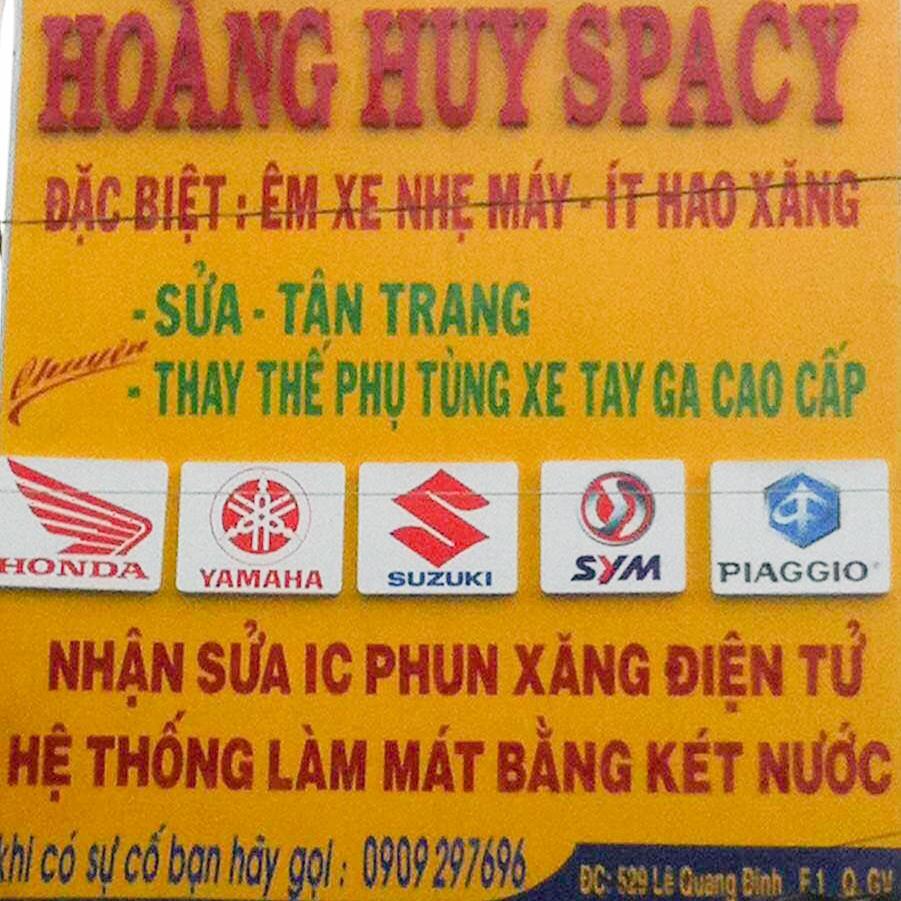 HOÀNG HUY SPACY
ĐẶC BIỆT : ÊM XE NHẸ MÁY - ÍT HAO XĂNG
Chuyên
- SỬA - TÂN TRANG
- THAY THẾ PHỤ TÙNG XE TAY GA CAO CẤP
HONDA YAMAHA SUZUKI SYM PIAGGIO
NHẬN SỬA IC PHUN XĂNG ĐIỆN TỬ
HỆ THỐNG LÀM MÁT BẰNG KÉT NƯỚC
khi có sự cố bạn hãy gọi : 0909 297696
ĐC: 529 Lê Quang Định F.1 Q. GV